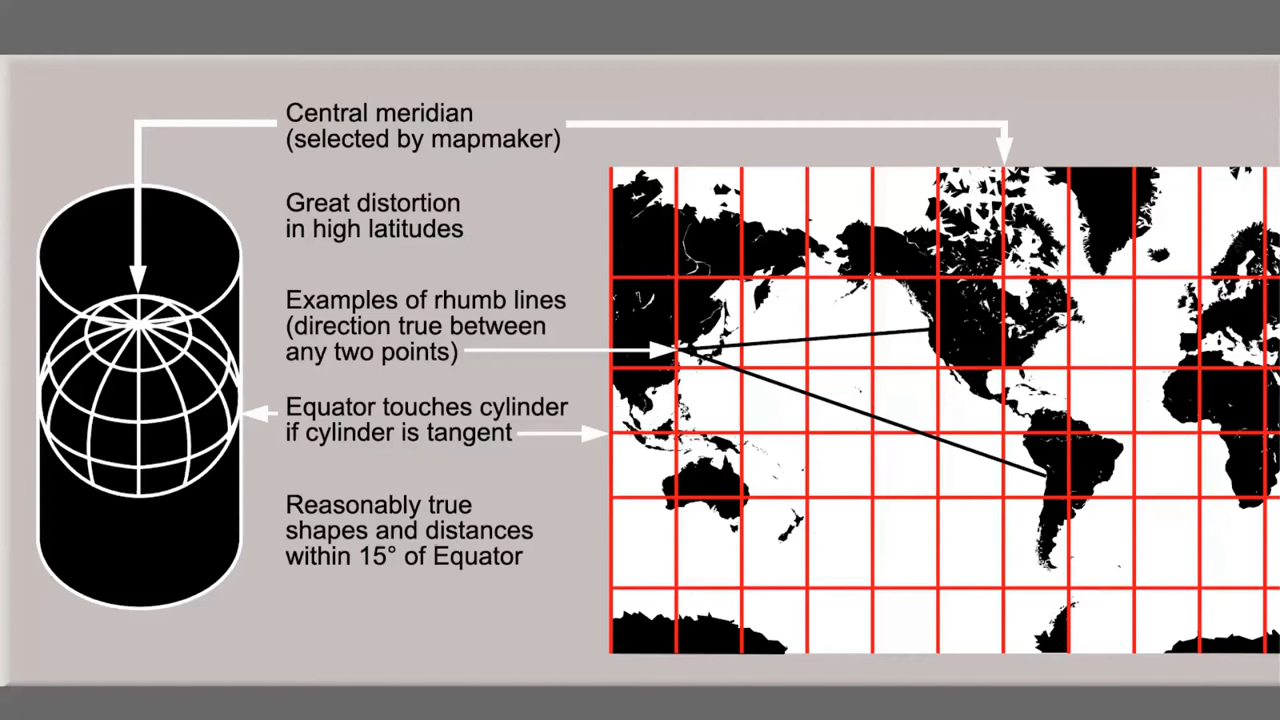 Central meridian
(selected by mapmaker)
Great distortion
in high latitudes
Examples of rhumb lines
(direction true between
any two points)
Equator touches cylinder
if cylinder is tangent
Reasonably true
shapes and distances
within 15° of Equator